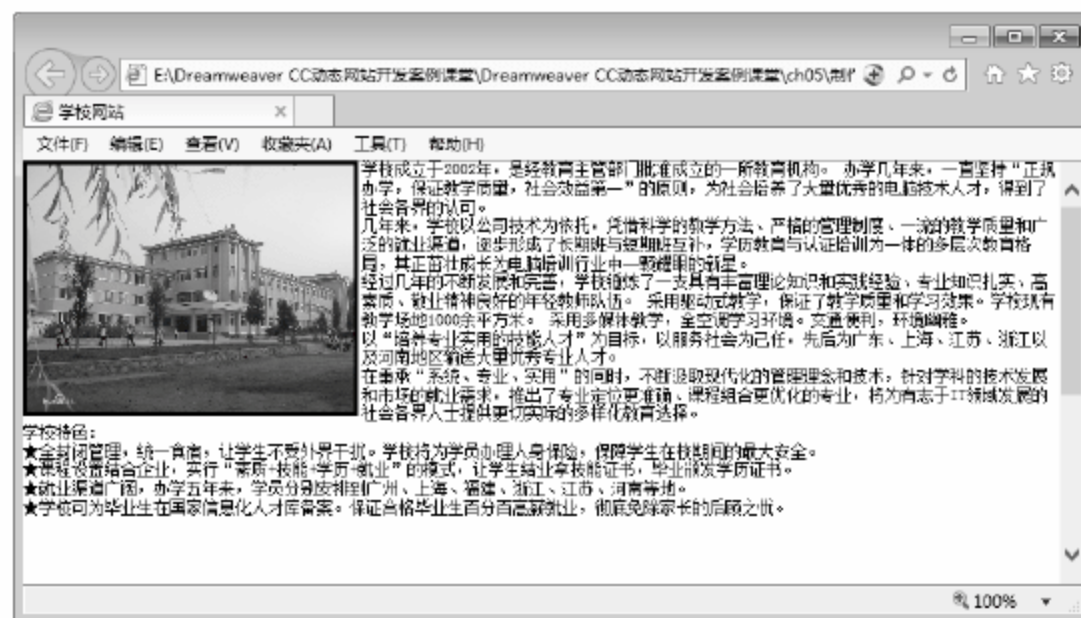 E:\Dreamweaver CC动态网站开发案例课堂\Dreamweaver CC动态网站开发案例课堂\ch05\制作
学校网站
文件(F) 编辑(E) 查看(V) 收藏夹(A) 工具(T) 帮助(H)
学校成立于2002年，是经教育主管部门批准成立的一所教育机构。 办学几年来，一直坚持“正规
办学，保证教学质量，社会效益第一”的原则，为社会培养了大量优秀的电脑技术人才，得到了
社会各界的认可。
几年来，学校以公司技术为依托，凭借科学的教学方法、严格的管理制度、一流的教学质量和广
泛的就业渠道，逐步形成了长期班与短期班互补，学历教育与认证培训为一体的多层次教育格
局，其正茁壮成长为电脑培训行业中一颗耀眼的新星。
经过几年的不断发展和完善，学校锻炼了一支具有丰富理论知识和实践经验、专业知识扎实、高
素质、敬业精神良好的年轻教师队伍。 采用驱动式教学，保证了教学质量和学习效果。学校现有
教学场地1000余平方米。 采用多媒体教学，全空调学习环境。交通便利，环境幽雅。
以“培养专业实用的技能人才”为目标，以服务社会为己任，先后为广东、上海、江苏、浙江以
及河南地区输送大量优秀专业人才。
在秉承“系统、专业、实用”的同时，不断汲取现代化的管理理念和技术，针对学科的技术发展
和市场的就业需求，推出了专业定位更准确、课程组合更优化的专业，将为有志于IT领域发展的
社会各界人士提供更切实际的多样化教育选择。
学校特色：
★全封闭管理，统一食宿，让学生不受外界干扰。学校将为学员办理人身保险，保障学生在校期间的最大安全。
★课程设置结合企业，实行“素质+技能+学历+就业”的模式，让学生结业拿技能证书，毕业颁发学历证书。
★就业渠道广阔，办学五年来，学员分别安排到广州、上海、福建、浙江、江苏、河南等地。
★学校可为毕业生在国家信息化人才库备案。保证合格毕业生百分百高薪就业，彻底免除家长的后顾之忧。
100%